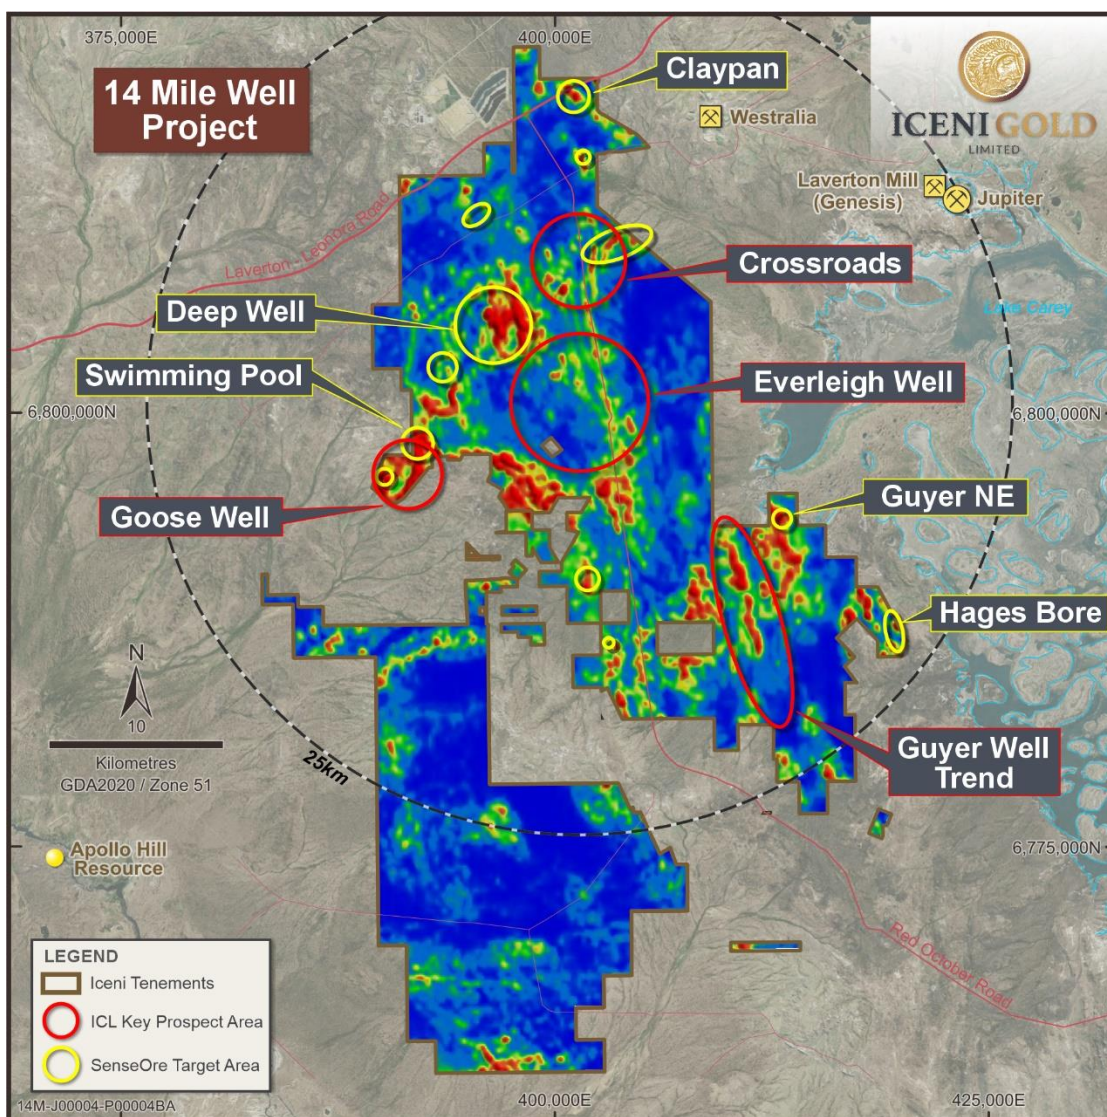 375,000E
400,000E
14 Mile Well
Project
Claypan
Westralia
ICENI GOLD
LIMITED
Laverton Mill
(Genesis)
Jupiter
Laverton - Leonora Road
Crossroads
Lake Carey
Deep Well
Swimming Pool
Everleigh Well
6,800,000N
6,800,000N
Goose Well
Guyer NE
Hages Bore
N
10
Kilometres
GDA2020 / Zone 51
25km
Guyer Well
Trend
Apollo Hill
Resource
6,775,000N
Red October Road
LEGEND
Iceni Tenements
ICL Key Prospect Area
SenseOre Target Area
14M-J00004-P00004BA
400,000E
425,000E